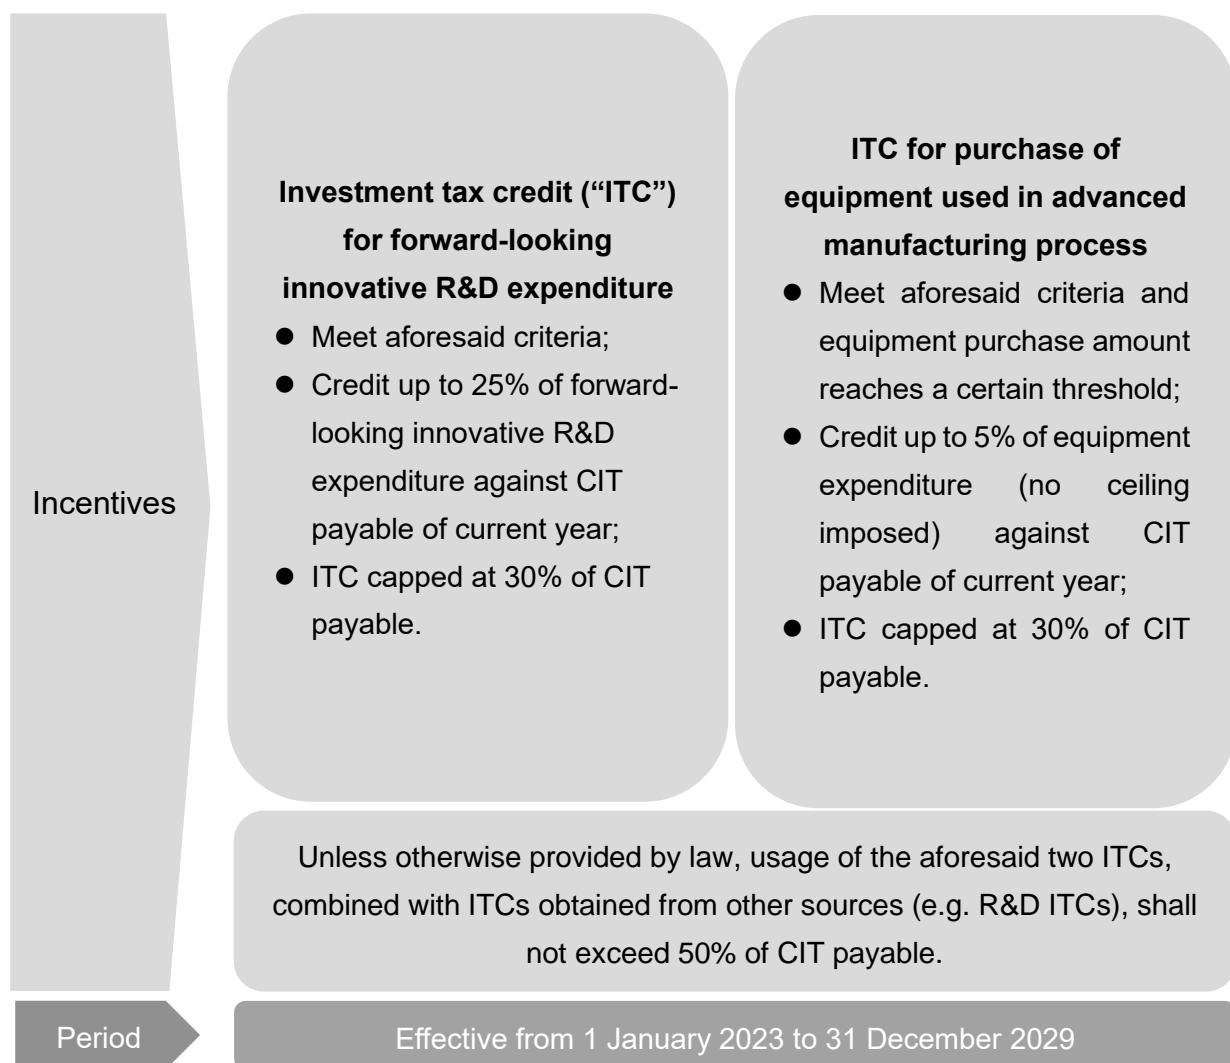 Incentives
Investment tax credit (“ITC”)
for forward-looking
innovative R&D expenditure
● Meet aforesaid criteria;
● Credit up to 25% of forward-
looking innovative R&D
expenditure against CIT
payable of current year;
● ITC capped at 30% of CIT
payable.
ITC for purchase of
equipment used in advanced
manufacturing process
● Meet aforesaid criteria and
equipment purchase amount
reaches a certain threshold;
● Credit up to 5% of equipment
expenditure (no ceiling
imposed) against CIT
payable of current year;
● ITC capped at 30% of CIT
payable.
Unless otherwise provided by law, usage of the aforesaid two ITCs,
combined with ITCs obtained from other sources (e.g. R&D ITCs), shall
not exceed 50% of CIT payable.
Period
Effective from 1 January 2023 to 31 December 2029